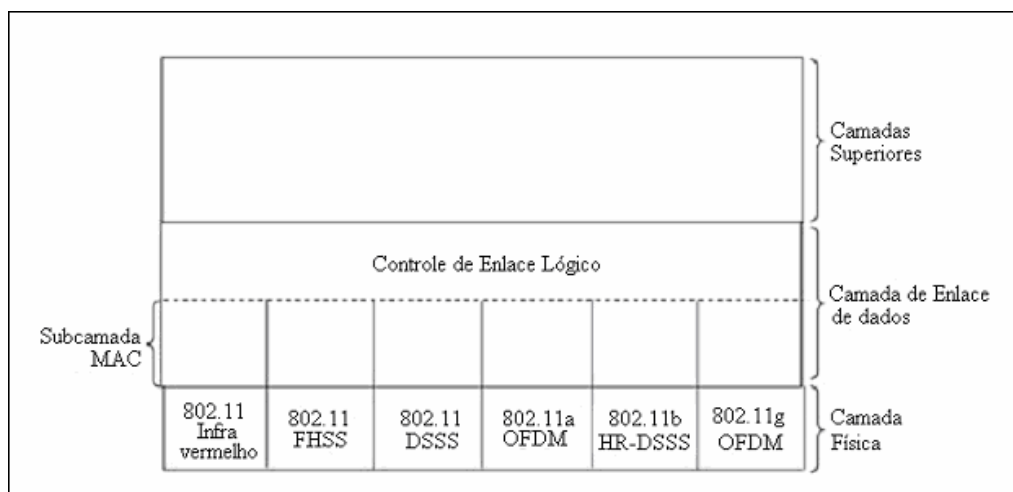 Camadas
Superiores
Controle de Enlace Lógico
Camada de Enlace
de dados
Subcamada
MAC
802.11
Infra
vermelho
802.11
FHSS
802.11
DSSS
802.11a
OFDM
802.11b
HR-DSSS
802.11g
OFDM
Camada
Física